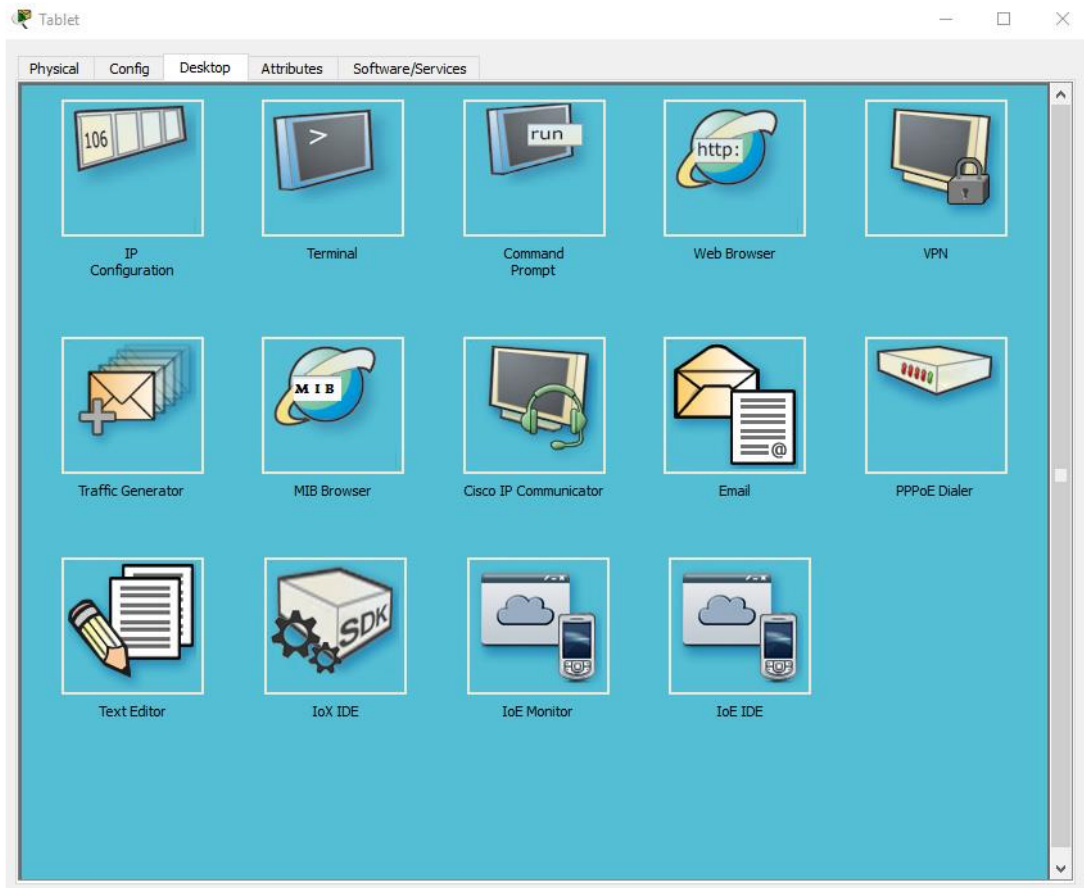 Tablet
Physical Config Desktop Attributes Software/Services
106
>
run
http:
IP
Configuration
Terminal
Command
Prompt
Web Browser
VPN
MIB
@
Traffic Generator
MIB Browser
Cisco IP Communicator
Email
PPPoE Dialer
SDK
Text Editor
IoX IDE
IoE Monitor
IoE IDE